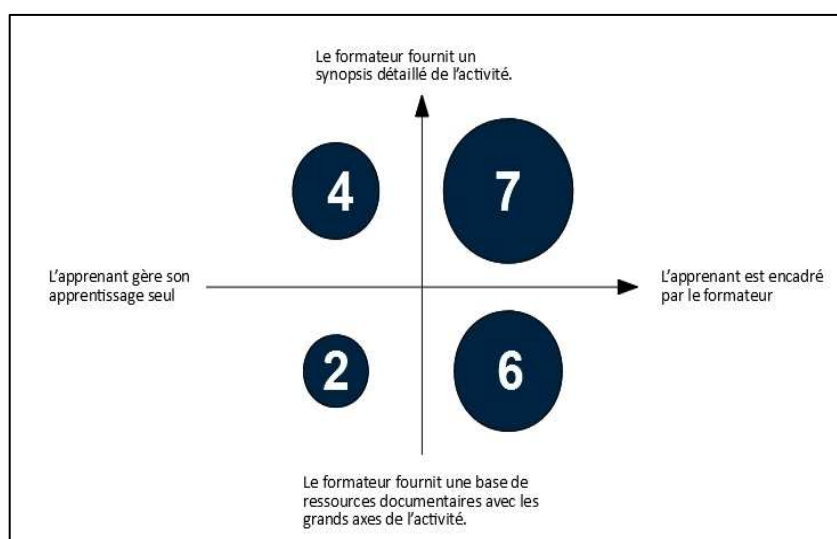 Le formateur fournit un
synopsis détaillé de l'activité.
4
7
L'apprenant gère son
apprentissage seul
L'apprenant est encadré
par le formateur
2
6
Le formateur fournit une base de
ressources documentaires avec les
grands axes de l'activité.